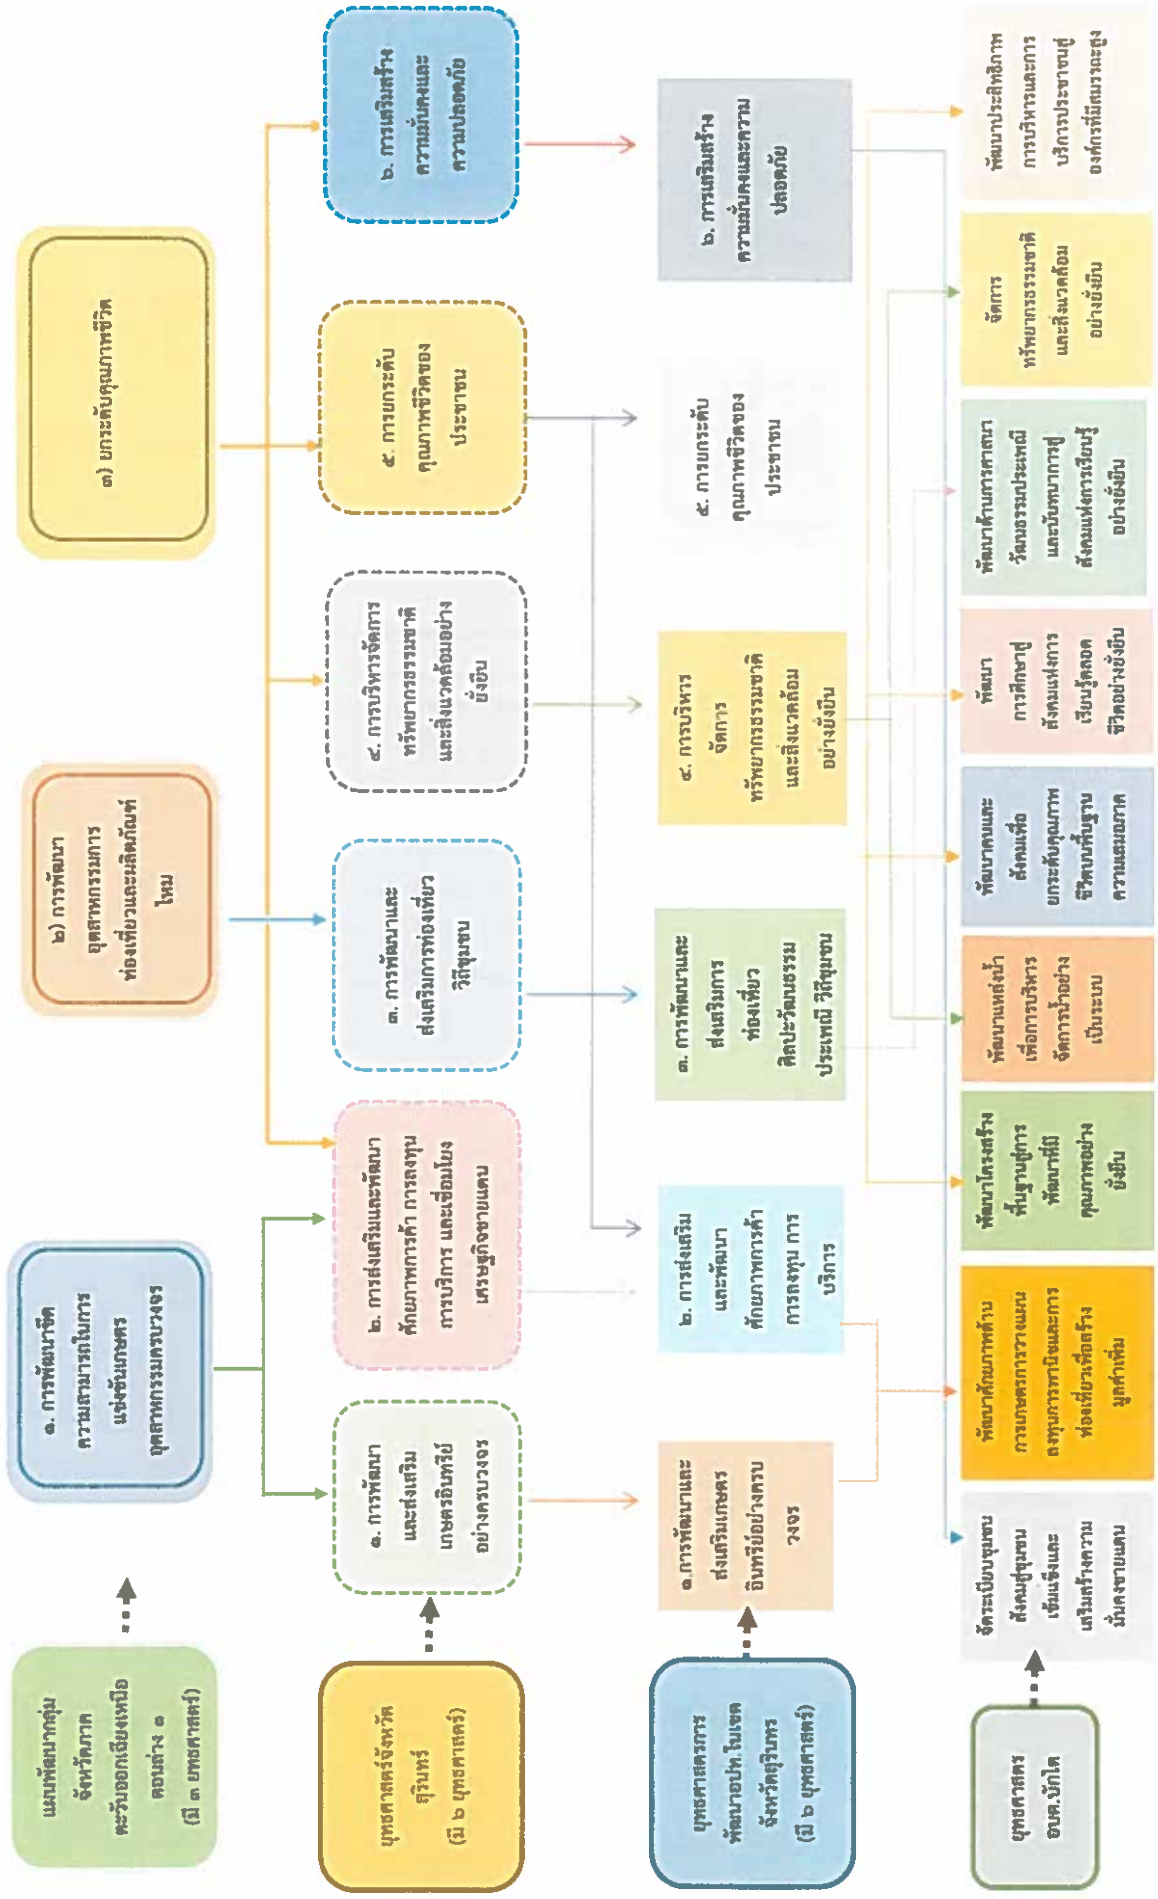 แผนพัฒนากลุ่ม
จังหวัดภาค
ตะวันออกเฉียงเหนือ
ตอนล่าง ๑
(มี ๓ ยุทธศาสตร์)
๑. การพัฒนาขีด
ความสามารถในการ
แข่งขันเกษตร
อุตสาหกรรมครบวงจร
๒) การพัฒนา
อุตสาหกรรมการ
ท่องเที่ยวและผลิตภัณฑ์
ไหม
๓) ยกระดับคุณภาพชีวิต
ยุทธศาสตร์จังหวัด
สุรินทร์
(มี ๖ ยุทธศาสตร์)
๑. การพัฒนา
และส่งเสริม
เกษตรอินทรีย์
อย่างครบวงจร
๒. การส่งเสริมและพัฒนา
ศักยภาพการค้า การลงทุน
การบริการ และเชื่อมโยง
เศรษฐกิจชายแดน
๓. การพัฒนาและ
ส่งเสริมการท่องเที่ยว
วิถีชุมชน
๔. การบริหารจัดการ
ทรัพยากรธรรมชาติ
และสิ่งแวดล้อมอย่าง
ยั่งยืน
๕. การยกระดับ
คุณภาพชีวิตของ
ประชาชน
๖. การเสริมสร้าง
ความมั่นคงและ
ความปลอดภัย
ยุทธศาสตร์การ
พัฒนาอปท.ในเขต
จังหวัดสุรินทร
(มี ๖ ยุทธศาสตร์)
๑.การพัฒนาและ
ส่งเสริมเกษตร
อินทรีย์อย่างครบ
วงจร
๒. การส่งเสริม
และพัฒนา
ศักยภาพการค้า
การลงทุน การ
บริการ
๓. การพัฒนาและ
ส่งเสริมการ
ท่องเที่ยว
ศิลปะวัฒนธรรม
ประเพณี วิถีชุมชน
๔. การบริหาร
จัดการ
ทรัพยากรธรรมชาติ
และสิ่งแวดล้อม
อย่างยั่งยืน
๕. การยกระดับ
คุณภาพชีวิตของ
ประชาชน
๖. การเสริมสร้าง
ความมั่นคงและความ
ปลอดภัย
ยุทธศาสตร์
อบต.บักได
จัดระเบียบชุมชน
สังคมสู่ชุมชน
เข้มแข็งและ
เสริมสร้างความ
มั่นคงชายแดน
พัฒนาศักยภาพด้าน
การเกษตรการวางแผน
ลงทุนการพานิชและการ
ท่องเที่ยวเพื่อสร้าง
มูลค่าเพิ่ม
พัฒนาโครงสร้าง
พื้นฐานสู่การ
พัฒนาที่มี
คุณภาพอย่าง
ยั่งยืน
พัฒนาแหล่งน้ำ
เพื่อการบริหาร
จัดการน้ำอย่าง
เป็นระบบ
พัฒนาคนและ
สังคมเพื่อ
ยกระดับคุณภาพ
ชีวิตบนพื้นฐาน
ความเสมอภาค
พัฒนา
การศึกษาสู่
สังคมแห่งการ
เรียนรู้ตลอด
ชีวิตอย่างยั่งยืน
พัฒนาด้านการศาสนา
วัฒนธรรมประเพณี
และนันทนาการสู่
สังคมแห่งการเรียนรู้
อย่างยั่งยืน
จัดการ
ทรัพยากรธรรมชาติ
และสิ่งแวดล้อม
อย่างยั่งยืน
พัฒนาประสิทธิภาพ
การบริหารและการ
บริการประชาชนสู่
องค์กรที่มีสมรรถะสูง